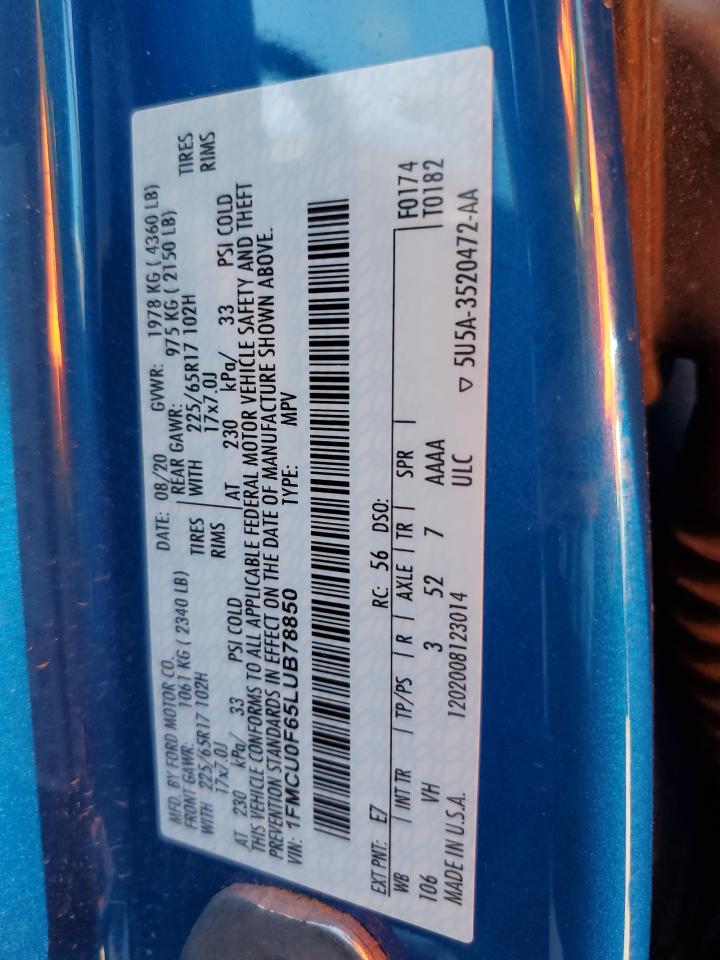 MFD. BY FORD MOTOR CO.
DATE: 08/20 GVWR: 1978 KG ( 4360 LB)
FRONT GAWR: 1061 KG ( 2340 LB) REAR GAWR: 975 KG ( 2150 LB)
WITH 225/65R17 102H TIRES WITH 225/65R17 102H TIRES
17x7.0J RIMS 17x7.0J RIMS
AT 230 kPa/ 33 PSI COLD AT 230 kPa/ 33 PSI COLD
THIS VEHICLE CONFORMS TO ALL APPLICABLE FEDERAL MOTOR VEHICLE SAFETY AND THEFT
PREVENTION STANDARDS IN EFFECT ON THE DATE OF MANUFACTURE SHOWN ABOVE.
VIN: 1FMCU0F65LUB78850 TYPE: MPV
EXT PNT: E7 RC: 56 DSO:
WB | INT TR | TP/PS | R | AXLE | TR | SPR | F0174
T0182
106 VH 3 52 7 AAAA
ULC
MADE IN U.S.A. 1202008123014 ▽ 5U5A-3520472-AA